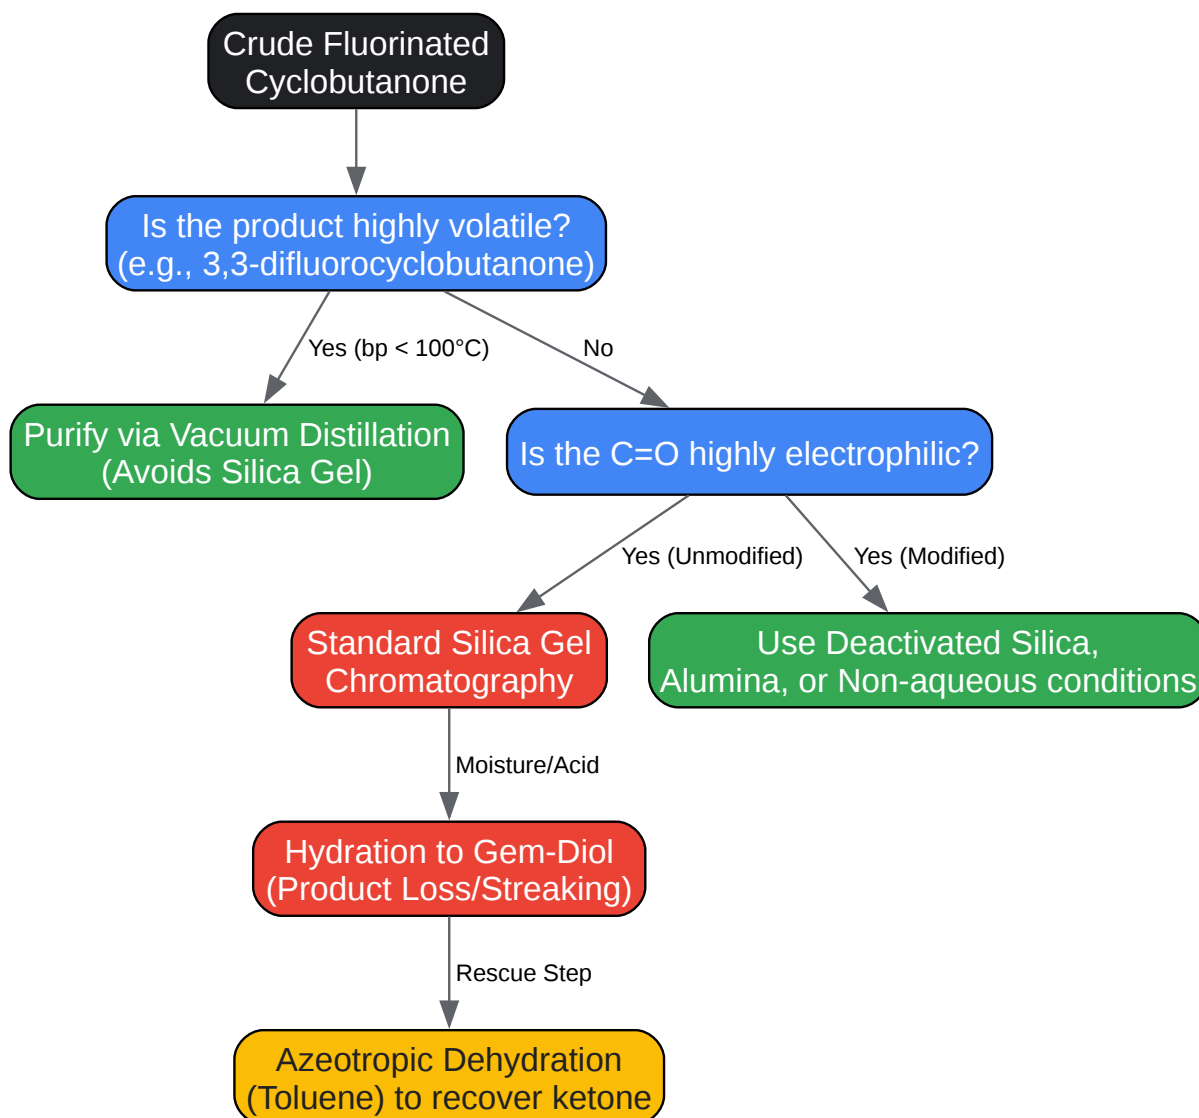 Crude Fluorinated
Cyclobutanone
Is the product highly volatile?
(e.g., 3,3-difluorocyclobutanone)
Yes (bp < 100°C)
No
Purify via Vacuum Distillation
(Avoids Silica Gel)
Is the C=O highly electrophilic?
Yes (Unmodified)
Yes (Modified)
Standard Silica Gel
Chromatography
Use Deactivated Silica,
Alumina, or Non-aqueous conditions
Moisture/Acid
Hydration to Gem-Diol
(Product Loss/Streaking)
Rescue Step
Azeotropic Dehydration
(Toluene) to recover ketone